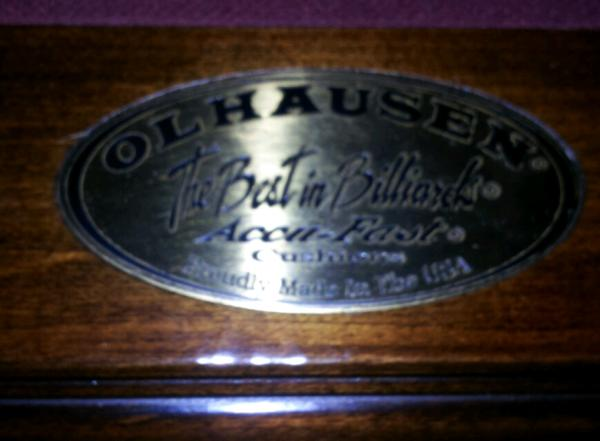 OLHAUSEN®
The Best in Billiards®
Accu-Fast®
Cushions
Proudly Made In The USA